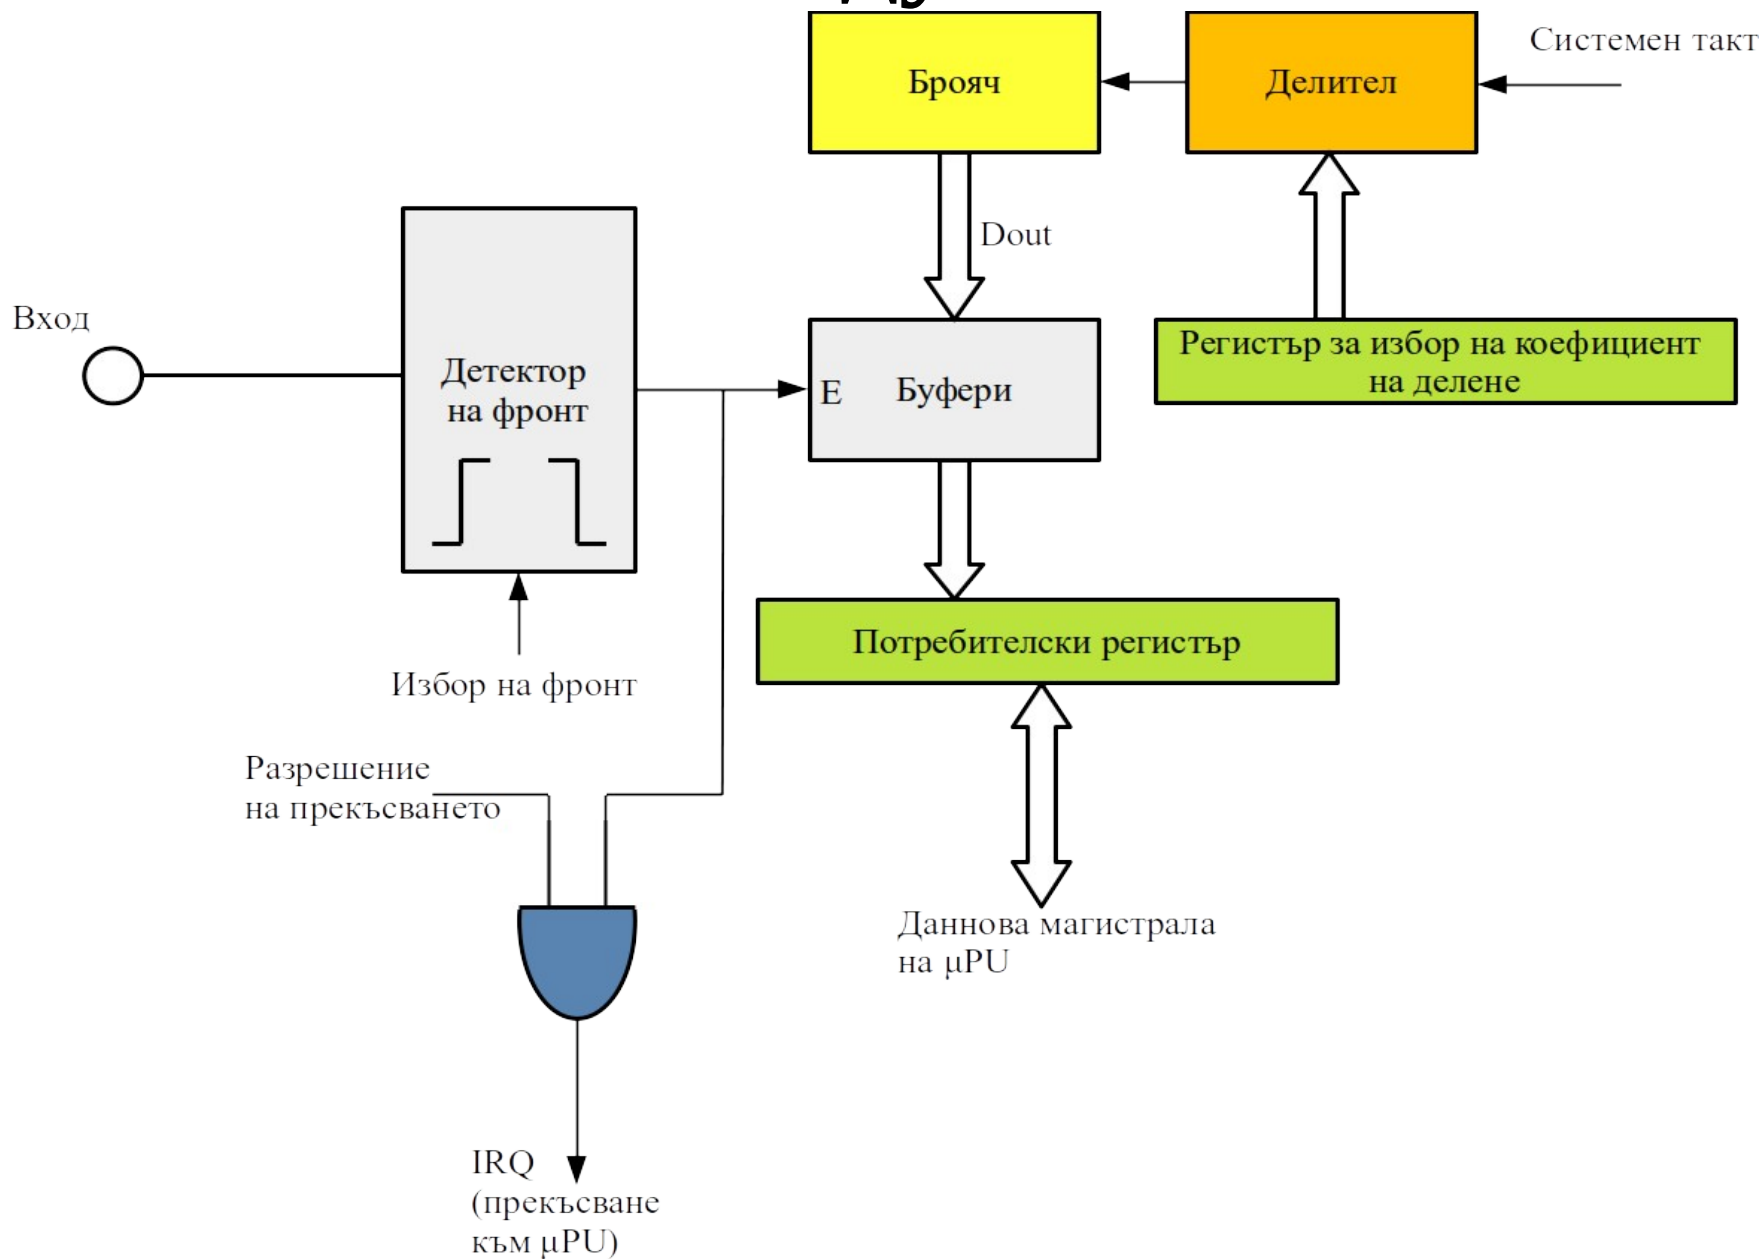 Системен такт
Брояч
Делител
Dout
Вход
Регистър за избор на коефициент
на делене
Детектор
на фронт
E
Буфери
Потребителски регистър
Избор на фронт
Разрешение
на прекъсването
Даннова магистрала
на μPU
IRQ
(прекъсване
към μPU)